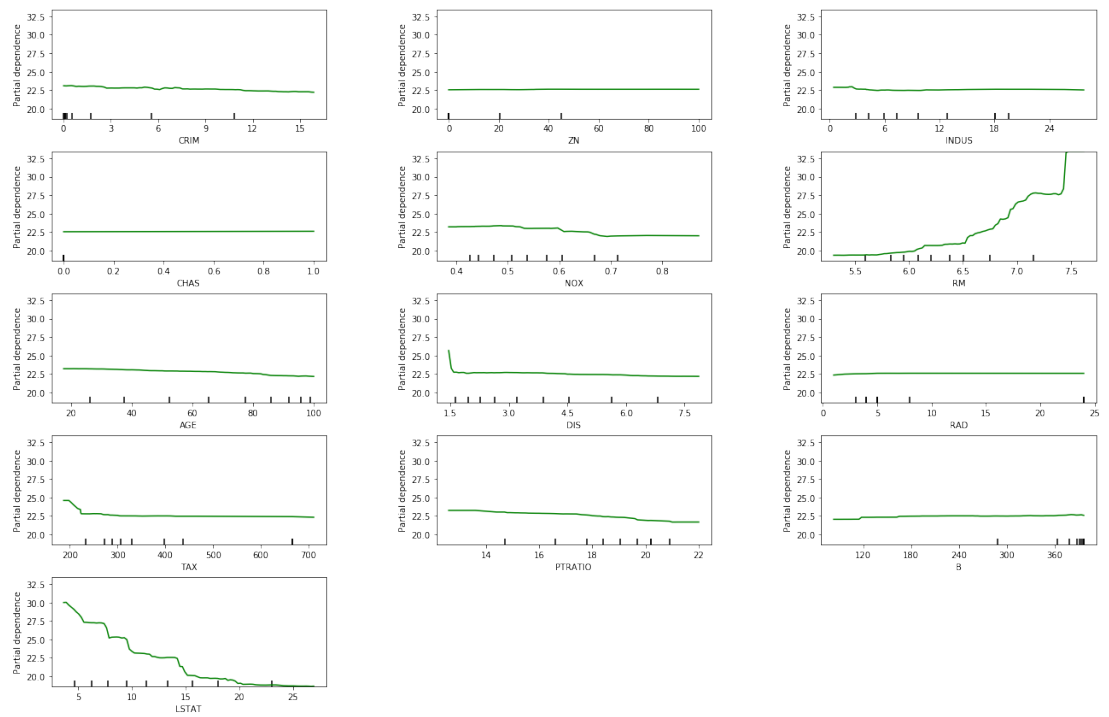 Partial dependence
32.5
30.0
27.5
25.0
22.5
20.0
0 3 6 9 12 15
CRIM
Partial dependence
32.5
30.0
27.5
25.0
22.5
20.0
0 20 40 60 80 100
ZN
Partial dependence
32.5
30.0
27.5
25.0
22.5
20.0
0 6 12 18 24
INDUS
Partial dependence
32.5
30.0
27.5
25.0
22.5
20.0
0.0 0.2 0.4 0.6 0.8 1.0
CHAS
Partial dependence
32.5
30.0
27.5
25.0
22.5
20.0
0.4 0.5 0.6 0.7 0.8
NOX
Partial dependence
32.5
30.0
27.5
25.0
22.5
20.0
5.5 6.0 6.5 7.0 7.5
RM
Partial dependence
32.5
30.0
27.5
25.0
22.5
20.0
20 40 60 80 100
AGE
Partial dependence
32.5
30.0
27.5
25.0
22.5
20.0
1.5 3.0 4.5 6.0 7.5
DIS
Partial dependence
32.5
30.0
27.5
25.0
22.5
20.0
0 5 10 15 20 25
RAD
Partial dependence
32.5
30.0
27.5
25.0
22.5
20.0
200 300 400 500 600 700
TAX
Partial dependence
32.5
30.0
27.5
25.0
22.5
20.0
14 16 18 20 22
PTRATIO
Partial dependence
32.5
30.0
27.5
25.0
22.5
20.0
120 180 240 300 360
B
Partial dependence
32.5
30.0
27.5
25.0
22.5
20.0
5 10 15 20 25
LSTAT